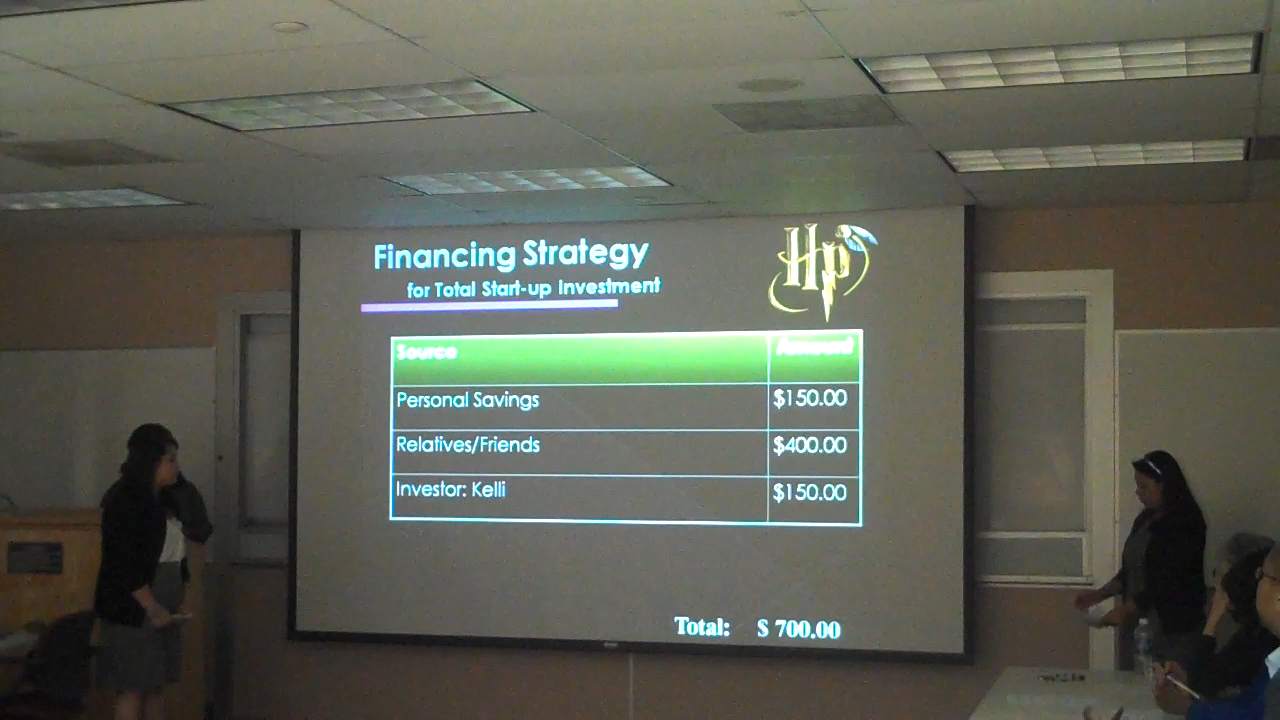 Financing Strategy
for Total Start-up Investment
HP
Source Amount
Personal Savings $150.00
Relatives/Friends $400.00
Investor: Kelli $150.00
Total: $ 700.00